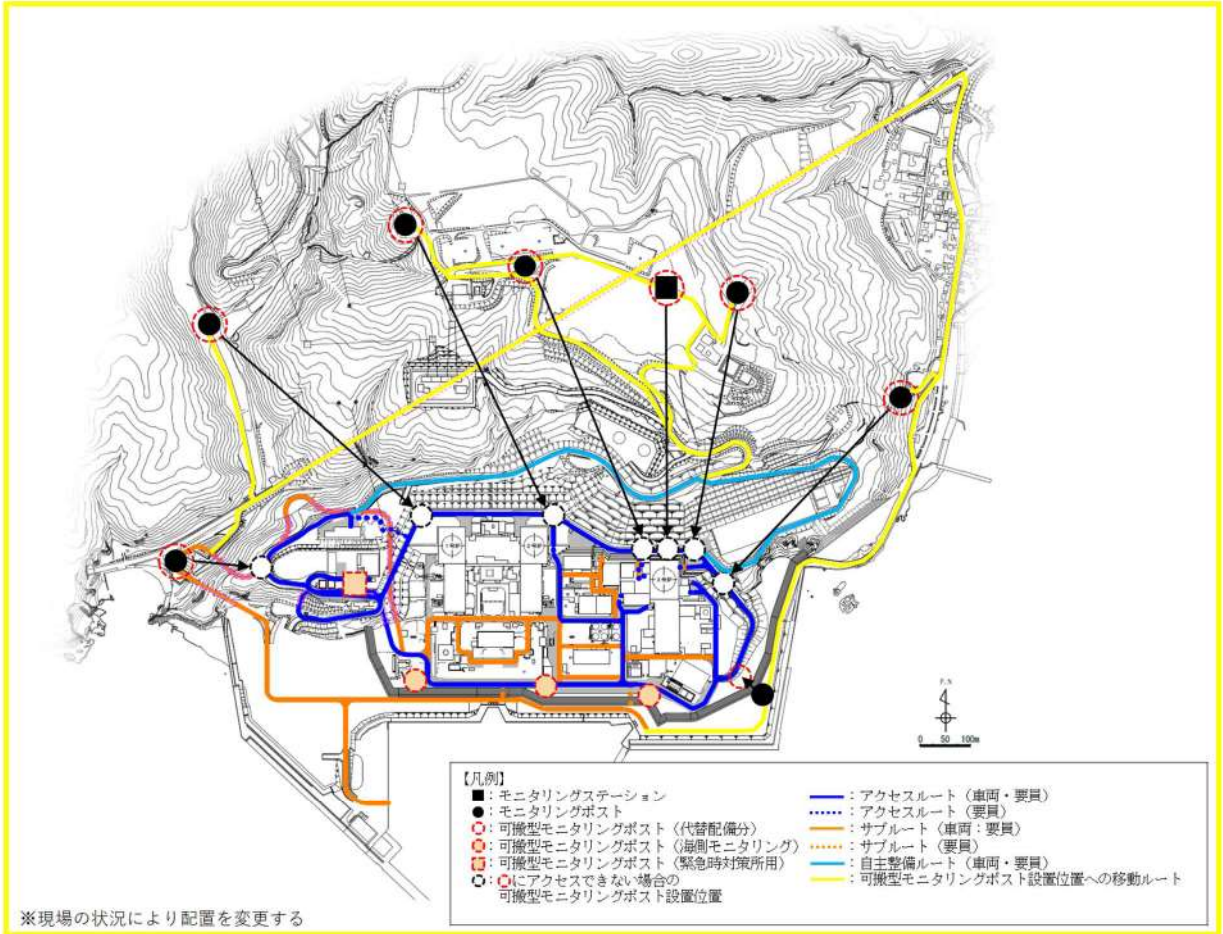 1号炉
2号炉
3号炉
P.N
0 50 100m
【凡例】
■：モニタリングステーション
●：モニタリングポスト
：可搬型モニタリングポスト（代替配備分）
：可搬型モニタリングポスト（海側モニタリング）
：可搬型モニタリングポスト（緊急時対策所用）
：にアクセスできない場合の
可搬型モニタリングポスト設置位置
：アクセスルート（車両・要員）
：アクセスルート（要員）
：サブルート（車両：要員）
：サブルート（要員）
：自主整備ルート（車両・要員）
：可搬型モニタリングポスト設置位置への移動ルート
※現場の状況により配置を変更する